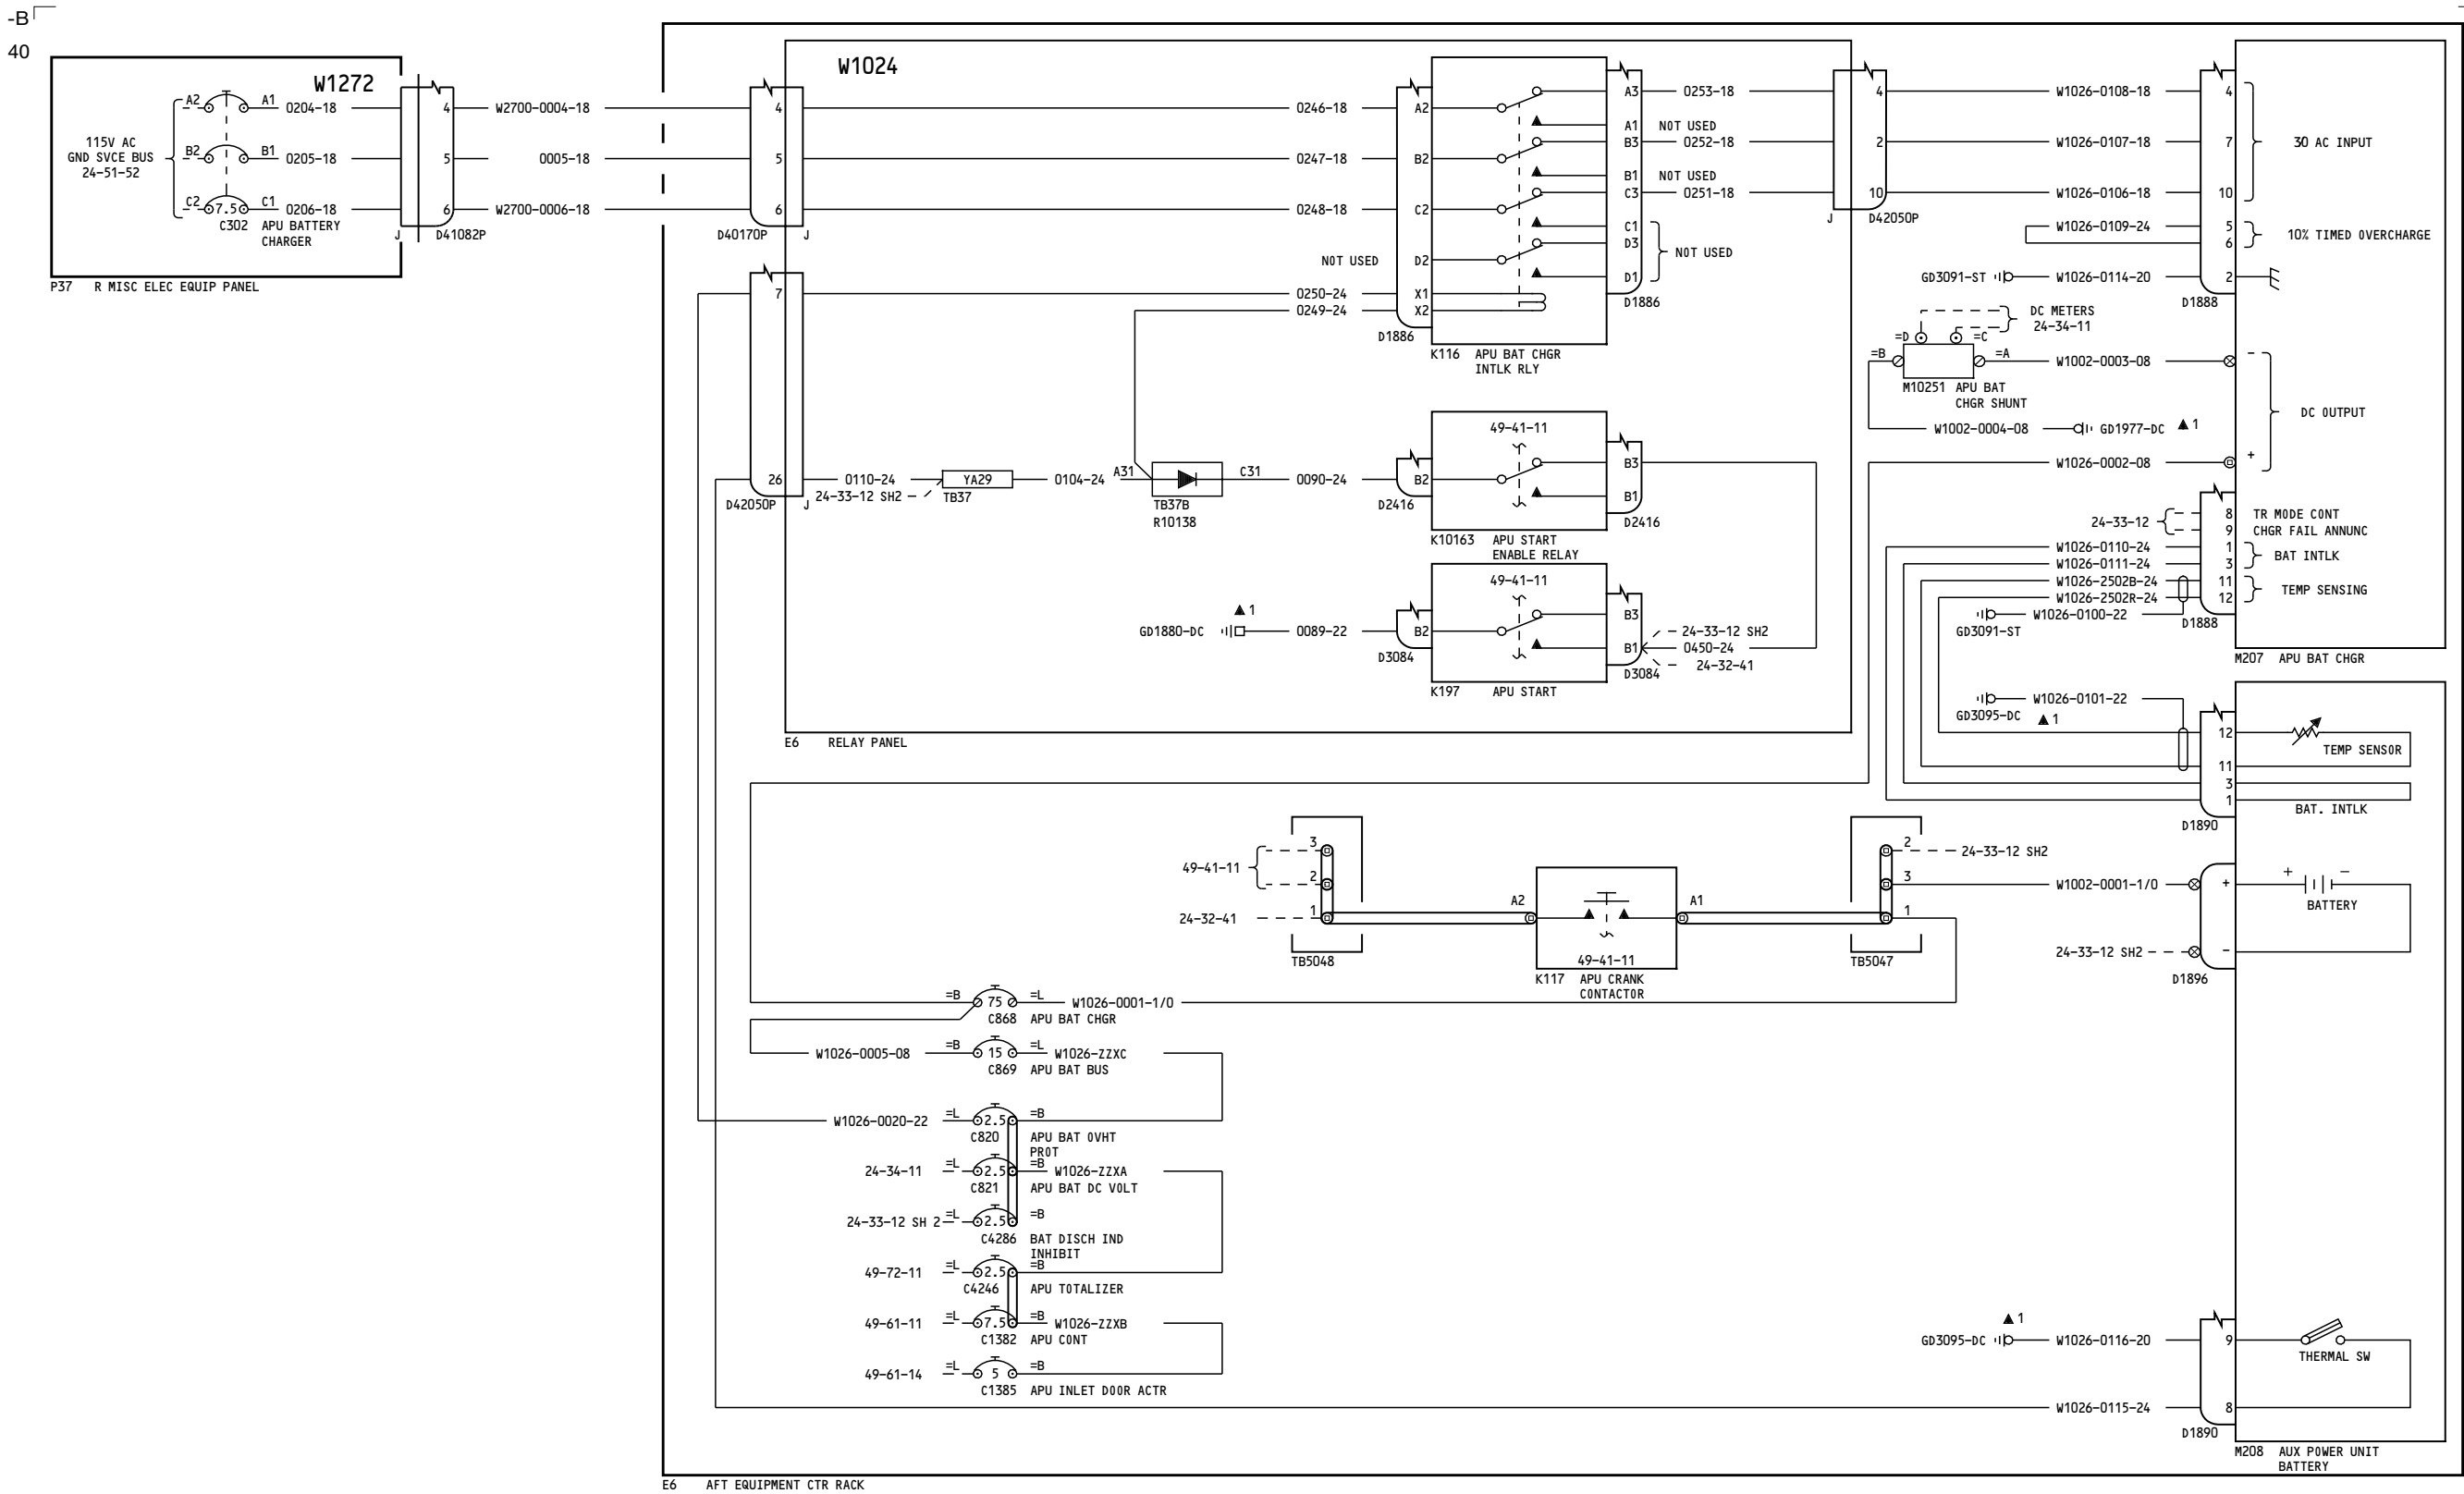 -B
40
W1272
A2 A1 0204-18
B2 B1 0205-18
C2 7.5 C1 0206-18
115V AC
GND SVCE BUS
24-51-52
C302 APU BATTERY
CHARGER
P37 R MISC ELEC EQUIP PANEL
4 W2700-0004-18 4
5 0005-18 5
6 W2700-0006-18 6
J D41082P
D40170P J
W1024
0246-18 A2
0247-18 B2
0248-18 C2
NOT USED D2
7 0250-24 X1
0249-24 X2
D1886
A3 0253-18 4
A1 NOT USED
B3 0252-18 2
B1 NOT USED
C3 0251-18 10
C1
D3
D1
NOT USED
D1886
K116 APU BAT CHGR
INTLK RLY
J D42050P
W1026-0108-18 4
W1026-0107-18 7
W1026-0106-18 10
30 AC INPUT
W1026-0109-24 5
6
10% TIMED OVERCHARGE
GD3091-ST W1026-0114-20 2
D1888
DC METERS
24-34-11
=D =C
=B =A W1002-0003-08 -
M10251 APU BAT
CHGR SHUNT
DC OUTPUT
W1002-0004-08 GD1977-DC 1
W1026-0002-08 +
24-33-12
8 TR MODE CONT
9 CHGR FAIL ANNUNC
W1026-0110-24 1
W1026-0111-24 3
BAT INTLK
W1026-2502B-24 11
W1026-2502R-24 12
TEMP SENSING
W1026-0100-22
GD3091-ST
D1888
M207 APU BAT CHGR
26 0110-24 YA29 0104-24 A31 C31 0090-24 B2
24-33-12 SH2 TB37
D42050P J
TB37B
R10138
49-41-11
B3
B1
D2416 D2416
K10163 APU START
ENABLE RELAY
49-41-11
1
GD1880-DC 0089-22 B2
B3
B1
24-33-12 SH2
0450-24
24-32-41
D3084 D3084
K197 APU START
E6 RELAY PANEL
W1026-0101-22
GD3095-DC 1
12
TEMP SENSOR
11
3
1
BAT. INTLK
D1890
49-41-11
3
2
24-32-41 1
TB5048
A2 A1
49-41-11
K117 APU CRANK
CONTACTOR
2 24-33-12 SH2
3 W1002-0001-1/0 +
1
TB5047
+ -
BATTERY
24-33-12 SH2 -
D1896
=B 75 =L W1026-0001-1/0
C868 APU BAT CHGR
W1026-0005-08 =B 15 =L W1026-ZZXC
C869 APU BAT BUS
W1026-0020-22 =L 2.5 =B
C820 APU BAT OVHT
PROT
24-34-11 =L 2.5 =B W1026-ZZXA
C821 APU BAT DC VOLT
24-33-12 SH 2 =L 2.5 =B
C4286 BAT DISCH IND
INHIBIT
49-72-11 =L 2.5 =B
C4246 APU TOTALIZER
49-61-11 =L 7.5 =B W1026-ZZXB
C1382 APU CONT
49-61-14 =L 5 =B
C1385 APU INLET DOOR ACTR
1
GD3095-DC W1026-0116-20 9
THERMAL SW
W1026-0115-24 8
D1890
M208 AUX POWER UNIT
BATTERY
E6 AFT EQUIPMENT CTR RACK